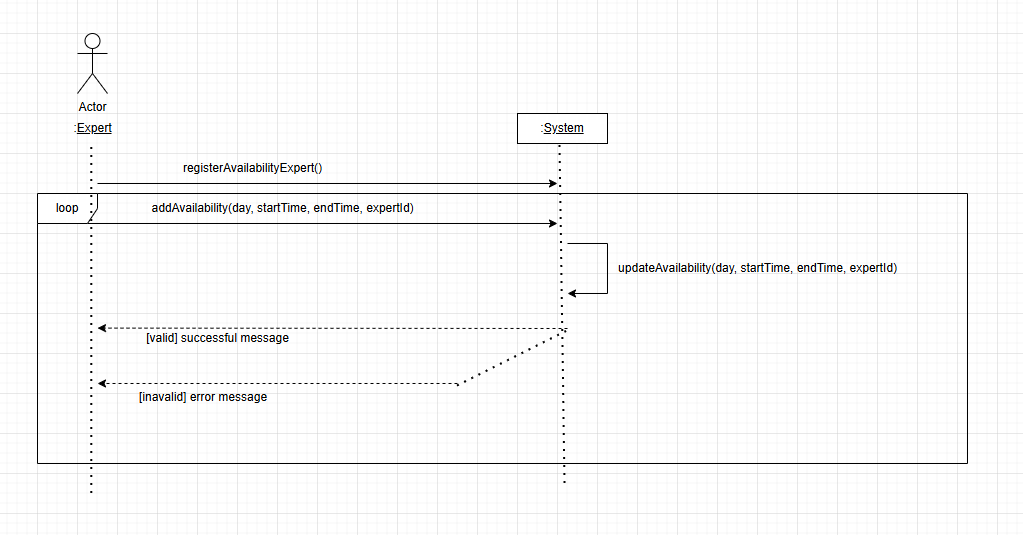 Actor
:Expert
:System
registerAvailabilityExpert()
loop
addAvailability(day, startTime, endTime, expertId)
updateAvailability(day, startTime, endTime, expertId)
[valid] successful message
[inavalid] error message